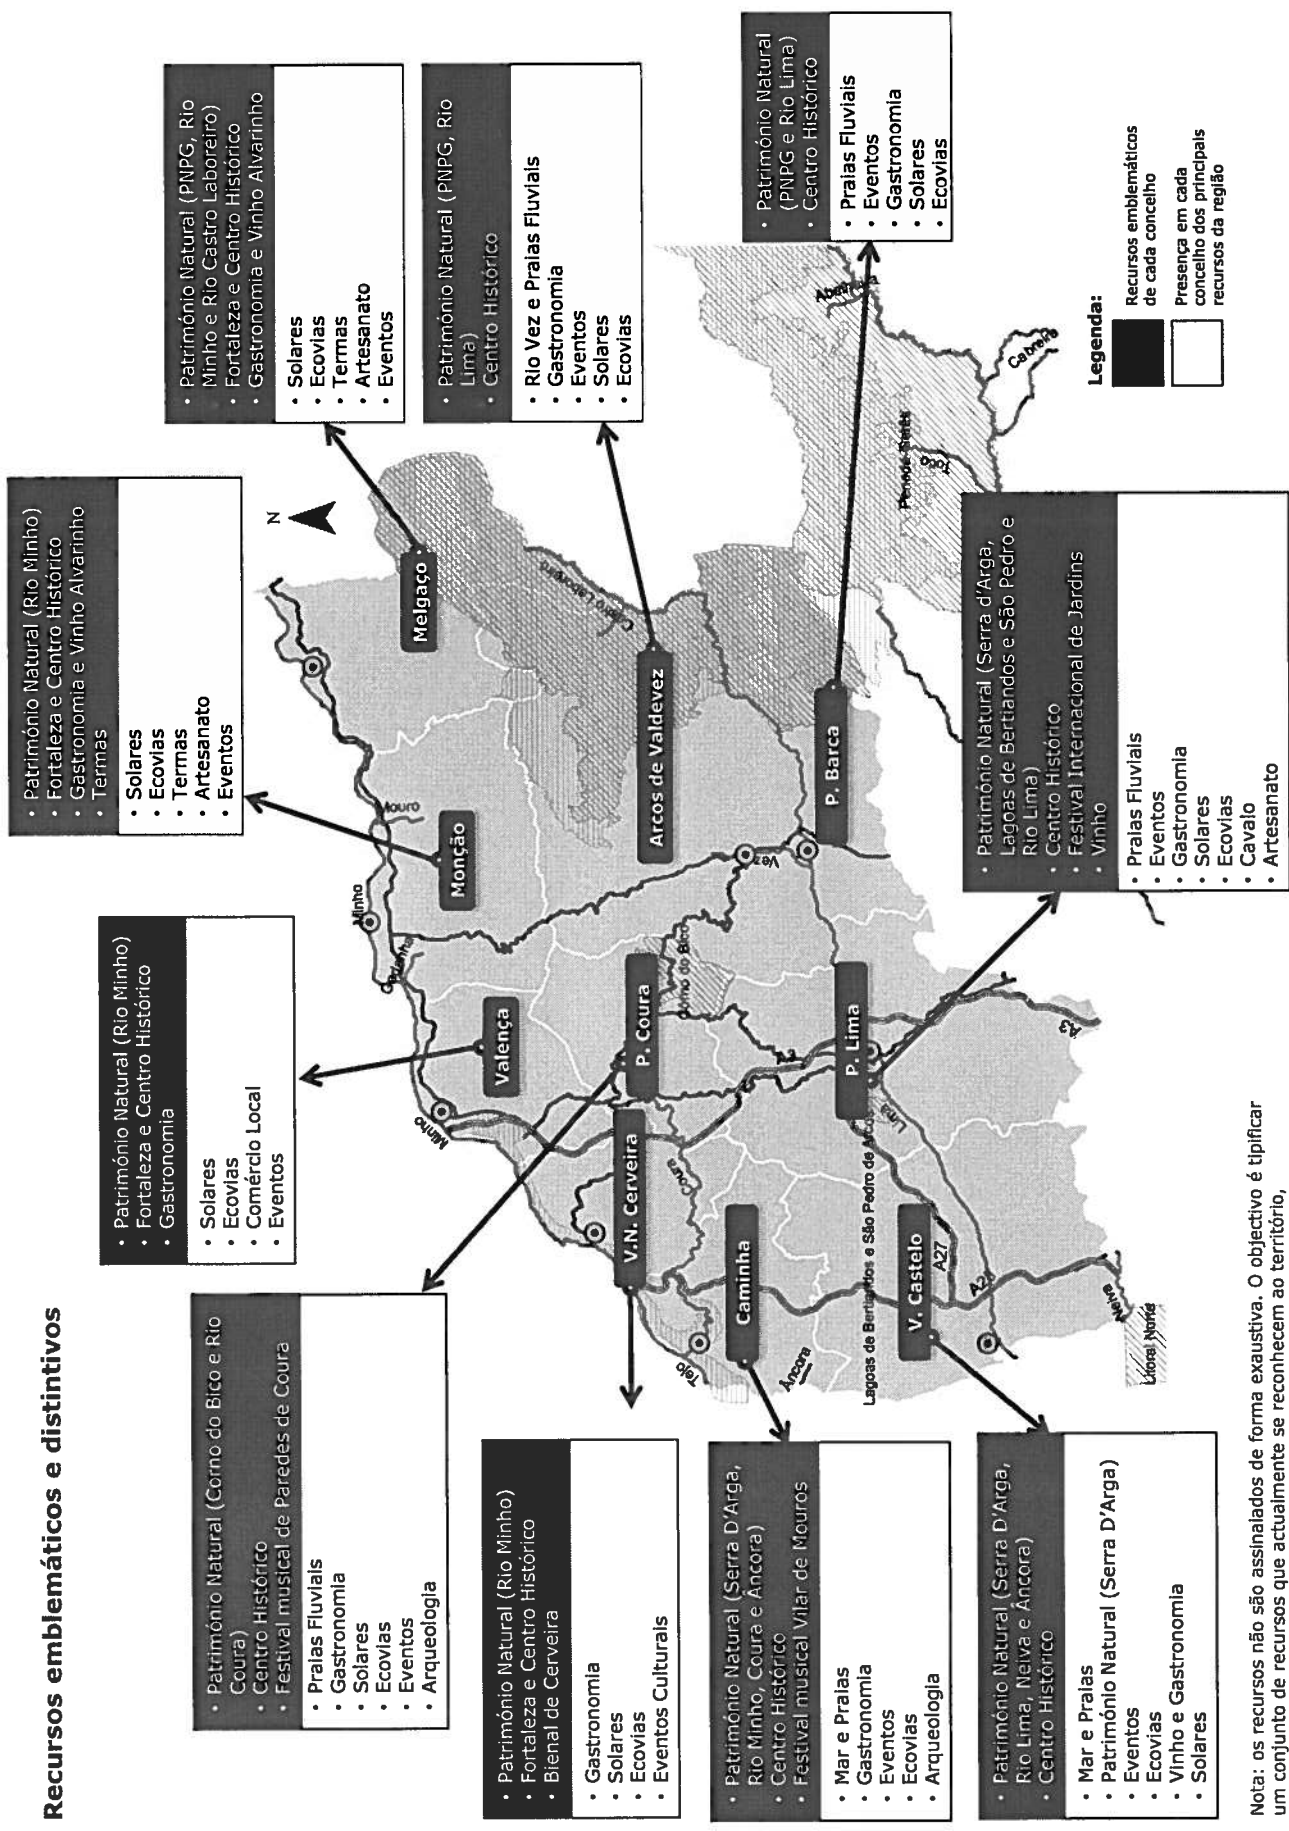 Recursos emblemáticos e distintivos
• Património Natural (Corno do Bico e Rio
Coura)
• Centro Histórico
• Festival musical de Paredes de Coura
• Praias Fluviais
• Gastronomia
• Solares
• Ecovias
• Eventos
• Arqueologia
• Património Natural (Rio Minho)
• Fortaleza e Centro Histórico
• Gastronomia
• Solares
• Ecovias
• Comércio Local
• Eventos
• Património Natural (Rio Minho)
• Fortaleza e Centro Histórico
• Gastronomia e Vinho Alvarinho
• Termas
• Solares
• Ecovias
• Termas
• Artesanato
• Eventos
• Património Natural (PNPG, Rio
Minho e Rio Castro Laboreiro)
• Fortaleza e Centro Histórico
• Gastronomia e Vinho Alvarinho
• Solares
• Ecovias
• Termas
• Artesanato
• Eventos
• Património Natural (PNPG, Rio
Lima)
• Centro Histórico
• Rio Vez e Praias Fluviais
• Gastronomia
• Eventos
• Solares
• Ecovias
• Património Natural
(PNPG e Rio Lima)
• Centro Histórico
• Praias Fluviais
• Eventos
• Gastronomia
• Solares
• Ecovias
• Património Natural (Rio Minho)
• Fortaleza e Centro Histórico
• Bienal de Cerveira
• Gastronomia
• Solares
• Ecovias
• Eventos Culturais
• Património Natural (Serra D'Arga,
Rio Minho, Coura e Âncora)
• Centro Histórico
• Festival musical Vilar de Mouros
• Mar e Praias
• Gastronomia
• Eventos
• Ecovias
• Arqueologia
• Património Natural (Serra D'Arga,
Rio Lima, Neiva e Âncora)
• Centro Histórico
• Mar e Praias
• Património Natural (Serra D'Arga)
• Eventos
• Ecovias
• Vinho e Gastronomia
• Solares
• Património Natural (Serra d'Arga,
Lagoas de Bertiandos e São Pedro e
Rio Lima)
• Centro Histórico
• Festival Internacional de Jardins
• Vinho
• Praias Fluviais
• Eventos
• Gastronomia
• Solares
• Ecovias
• Cavalo
• Artesanato
N
Melgaço
Monção
Valença
Arcos de Valdevez
P. Coura
V.N. Cerveira
P. Barca
P. Lima
Caminha
V. Castelo
Minho
Minho
Mouro
Castro Laboreiro
Vez
Corno do Bico
Coura
A3
A3
Lima
Lagoas de Bertiandos e São Pedro de Arcos
A27
Tejo
Âncora
Neiva
Litoral Norte
Cabreira
Legenda:
Recursos emblemáticos
de cada concelho
Presença em cada
concelho dos principais
recursos da região
Nota: os recursos não são assinalados de forma exaustiva. O objectivo é tipificar
um conjunto de recursos que actualmente se reconhecem ao território,